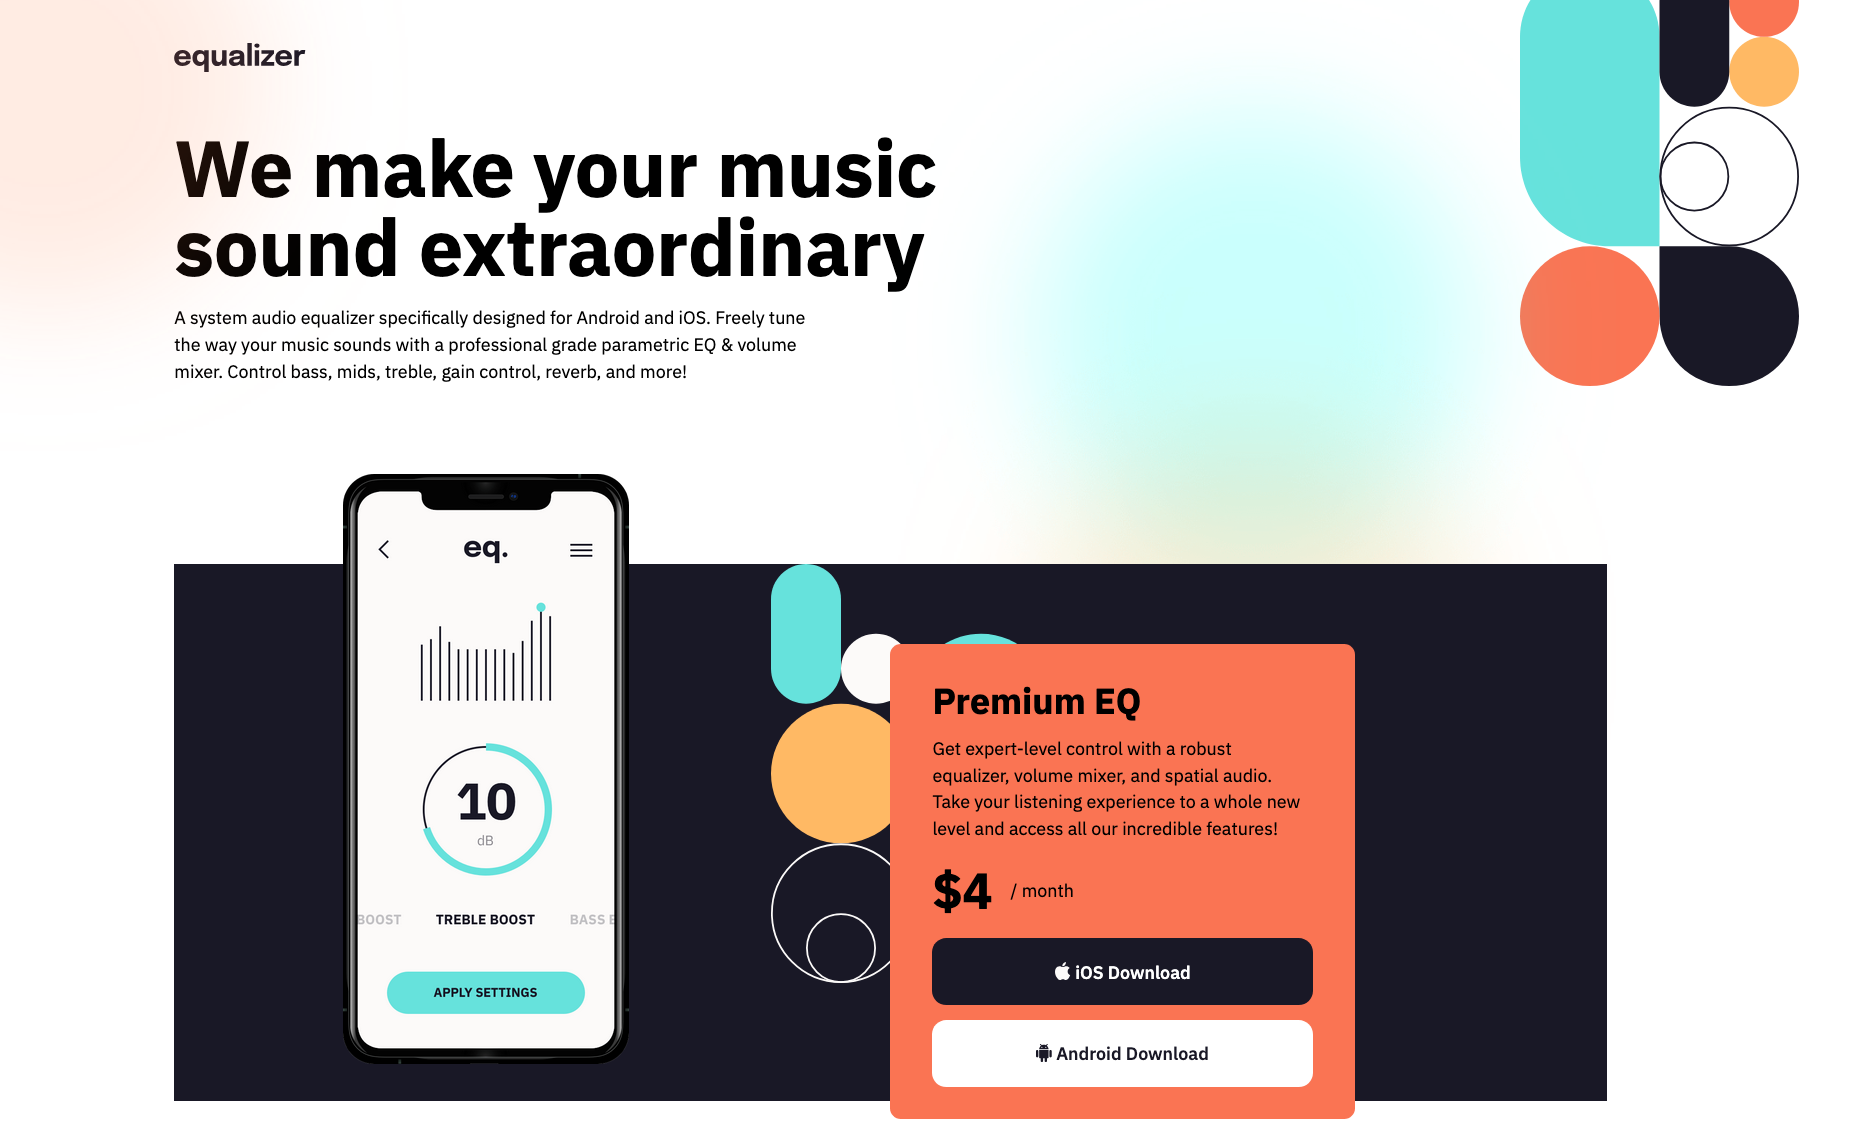 equalizer
We make your music
sound extraordinary
A system audio equalizer specifically designed for Android and iOS. Freely tune
the way your music sounds with a professional grade parametric EQ & volume
mixer. Control bass, mids, treble, gain control, reverb, and more!
eq.
10
dB
BOOST TREBLE BOOST BASS
APPLY SETTINGS
Premium EQ
Get expert-level control with a robust
equalizer, volume mixer, and spatial audio.
Take your listening experience to a whole new
level and access all our incredible features!
$4 / month
iOS Download
Android Download